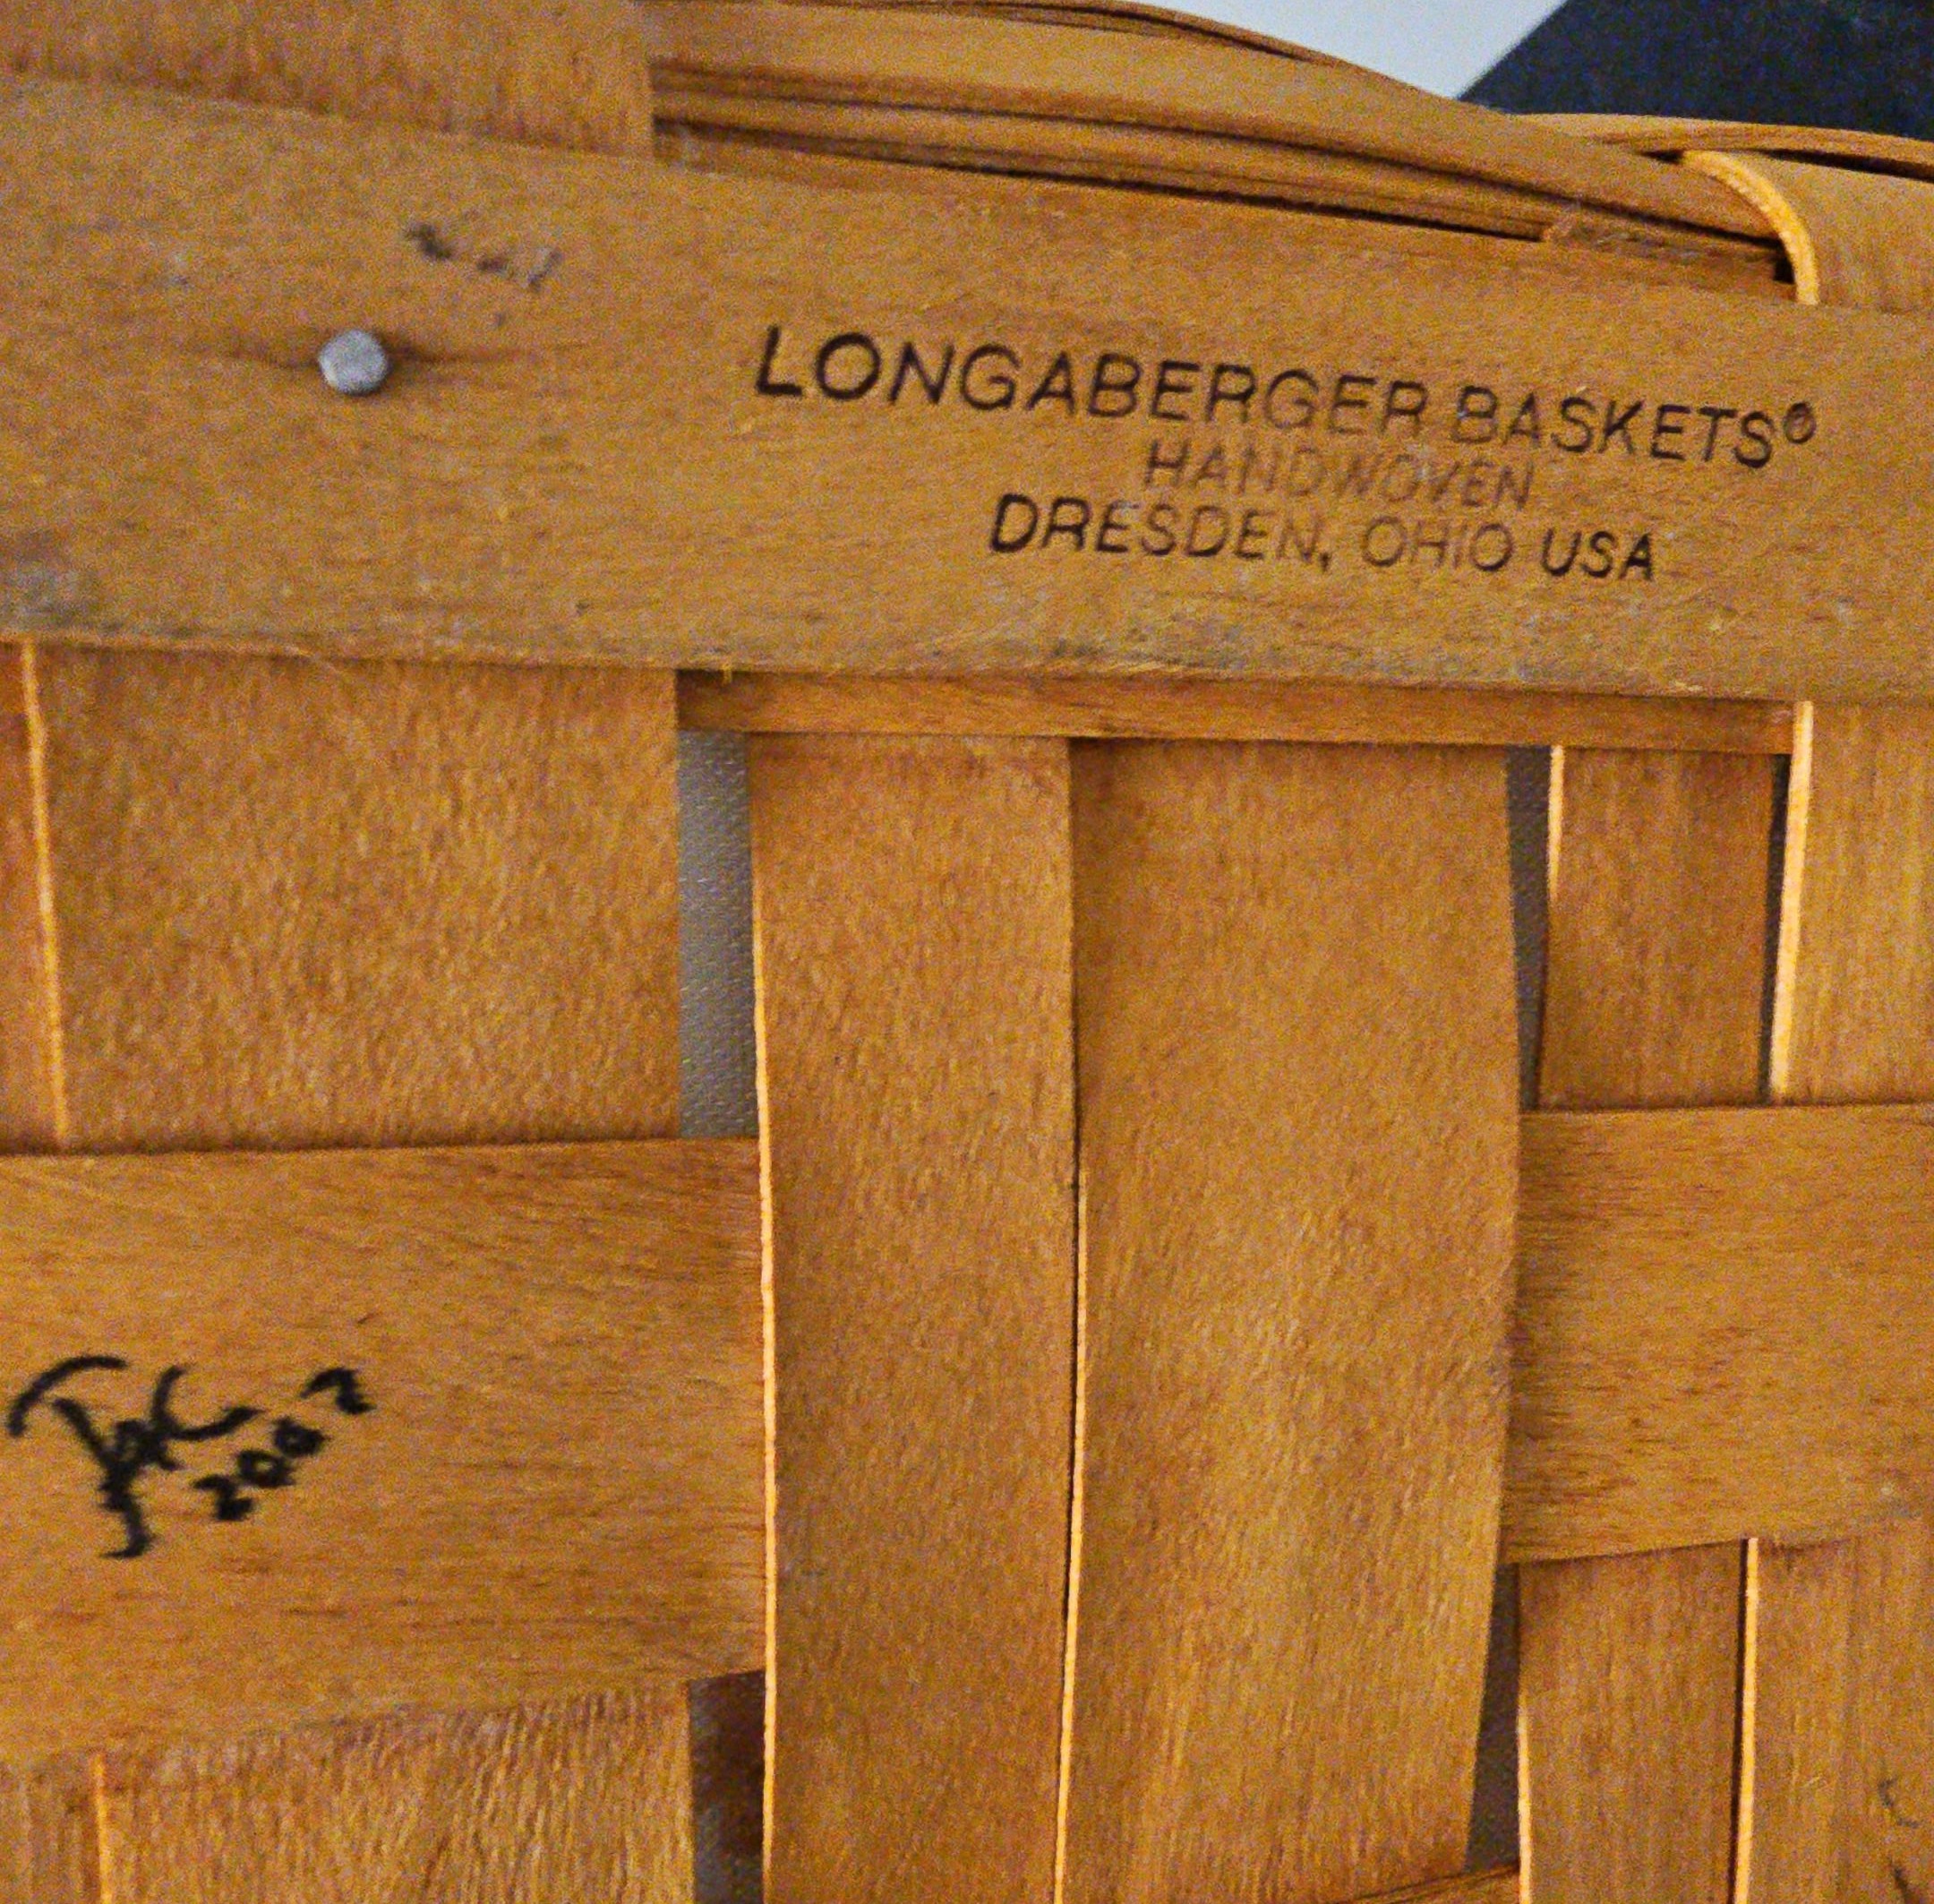 LONGABERGER BASKETS®
HANDWOVEN
DRESDEN, OHIO USA
2007